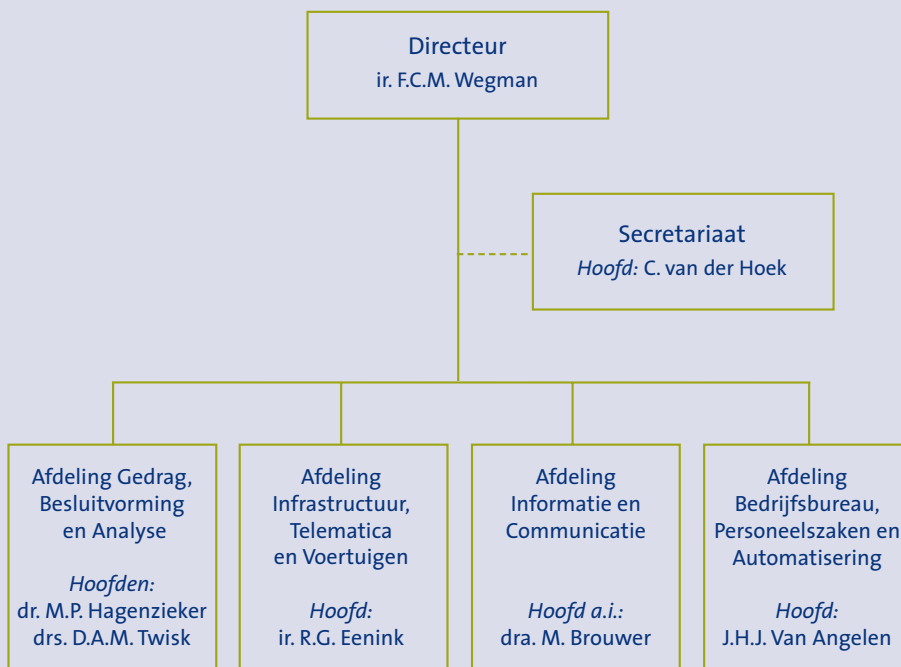 Directeur
ir. F.C.M. Wegman
Secretariaat
Hoofd: C. van der Hoek
Afdeling Gedrag,
Besluitvorming
en Analyse
Hoofden:
dr. M.P. Hagenzieker
drs. D.A.M. Twisk
Afdeling
Infrastructuur,
Telematica
en Voertuigen
Hoofd:
ir. R.G. Eenink
Afdeling
Informatie en
Communicatie
Hoofd a.i.:
dra. M. Brouwer
Afdeling
Bedrijfsbureau,
Personeelszaken en
Automatisering
Hoofd:
J.H.J. Van Angelen